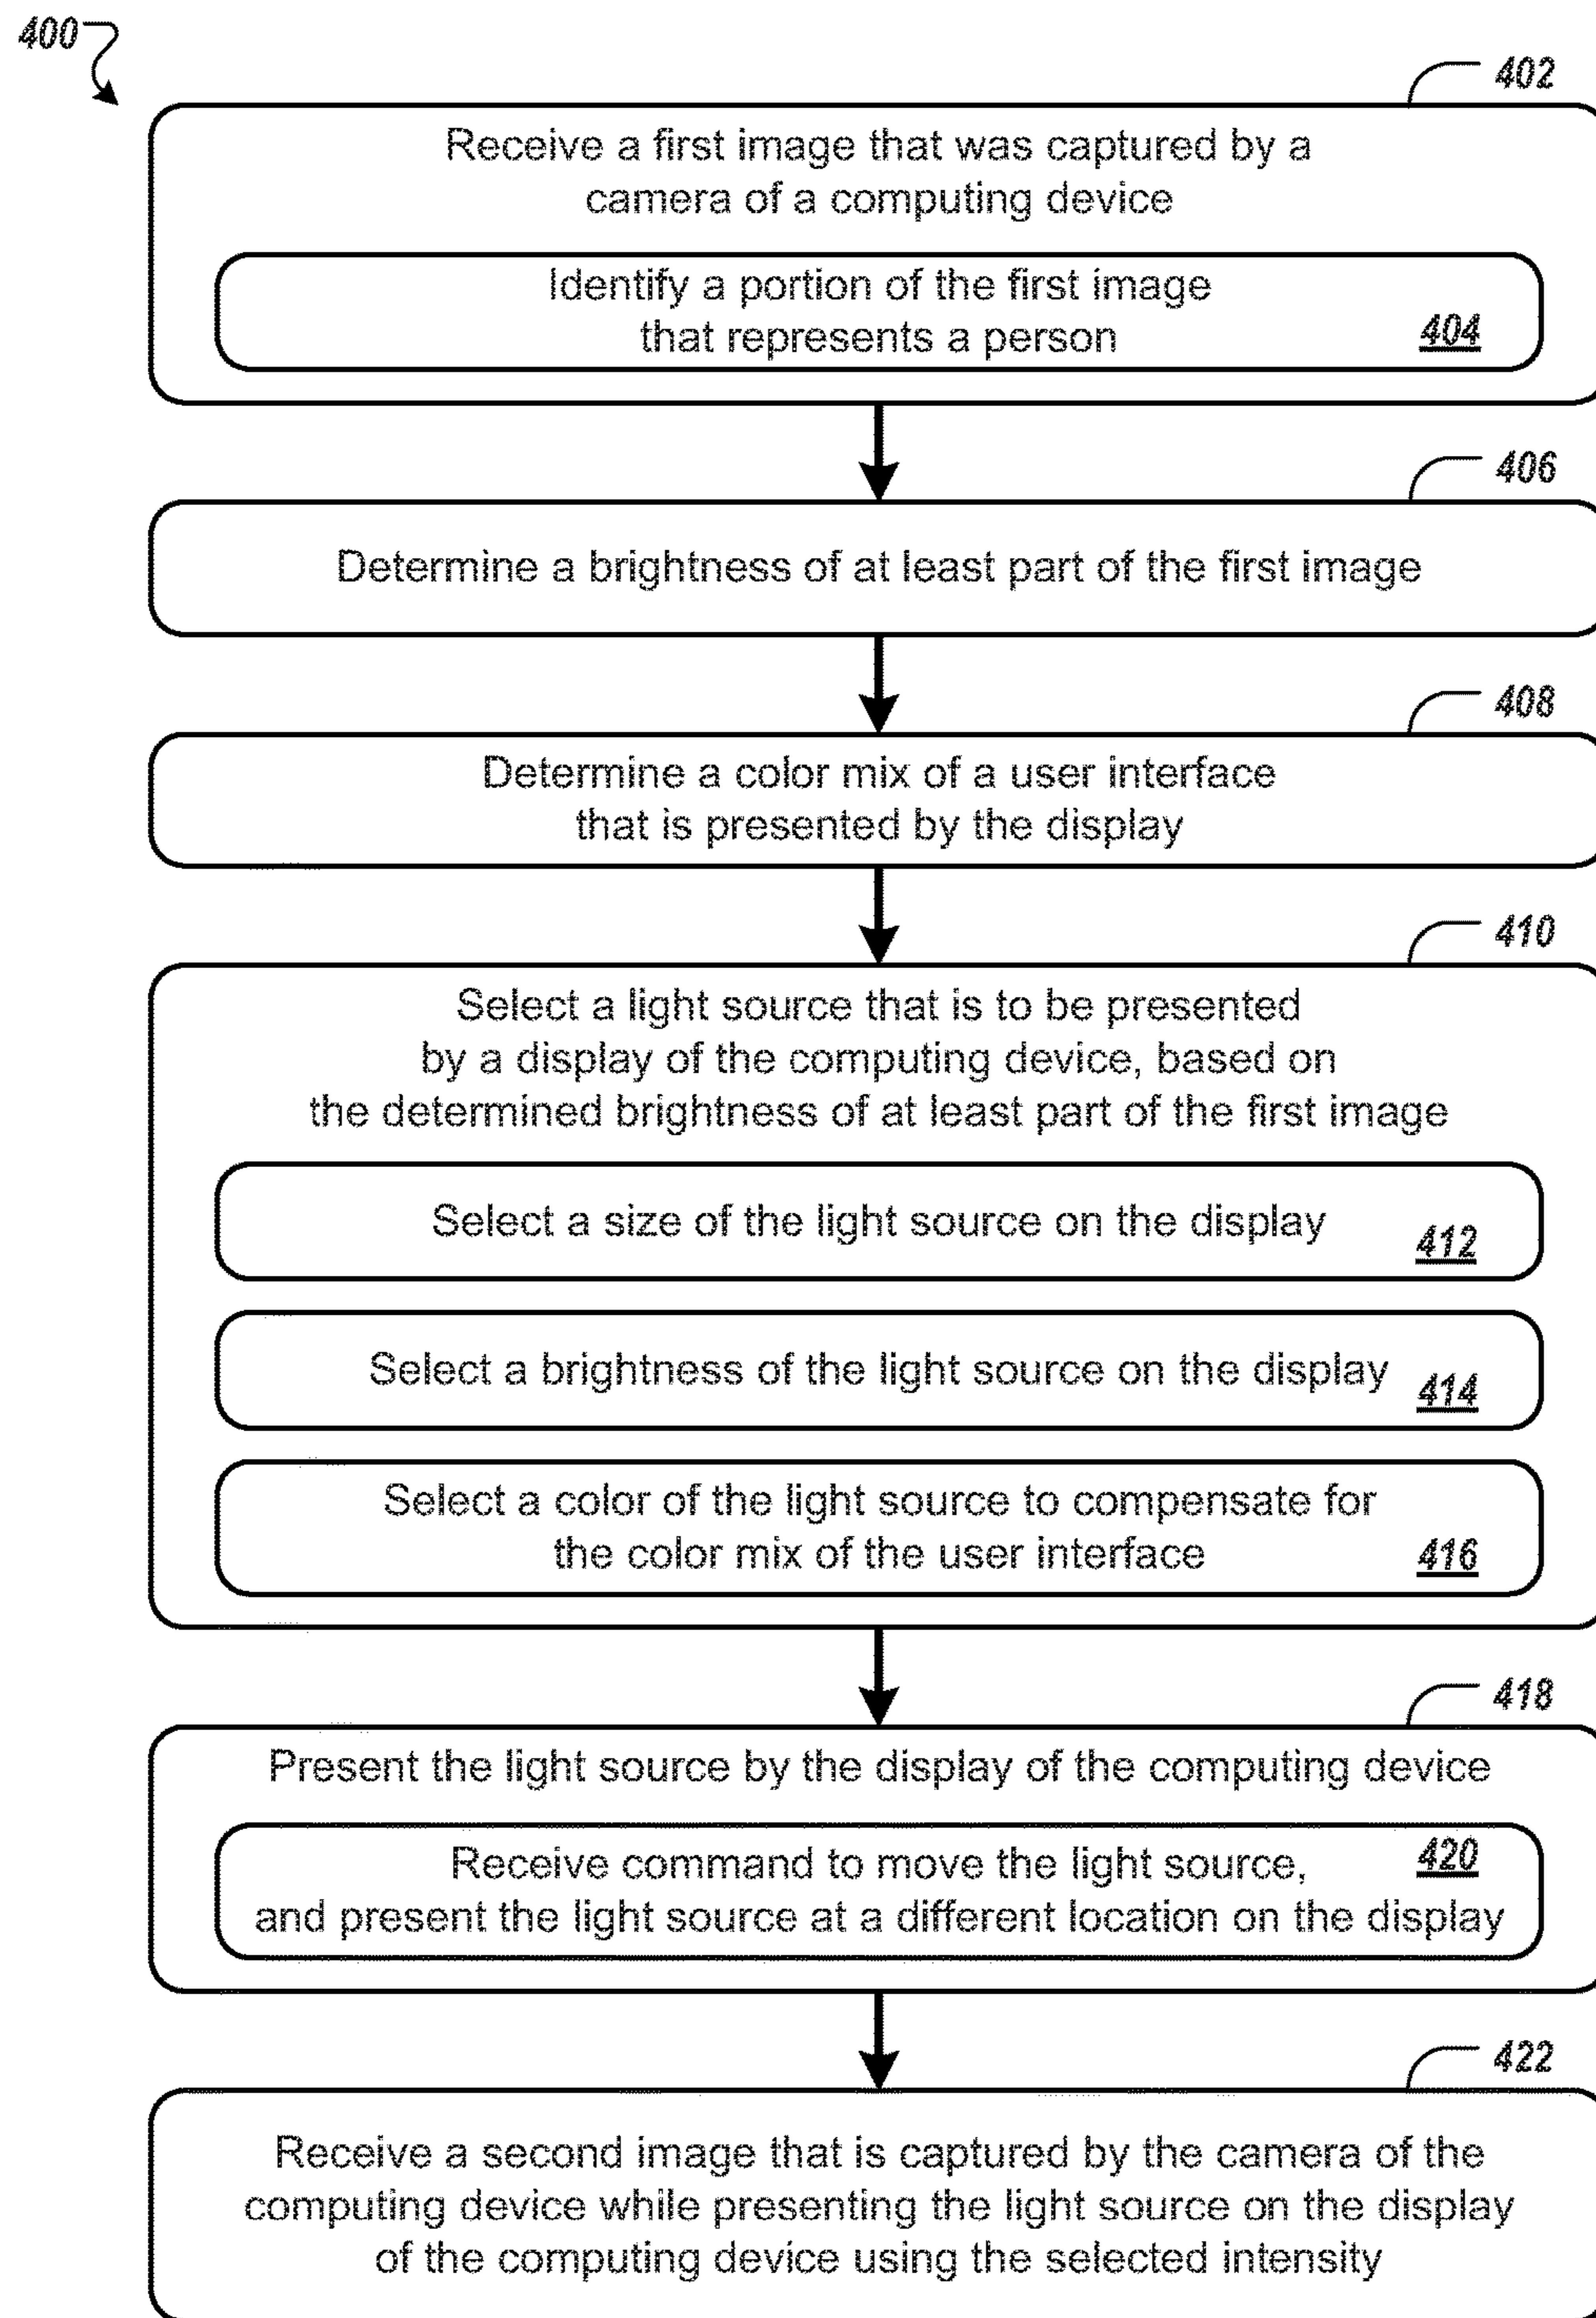 400
402
Receive a first image that was captured by a
camera of a computing device
Identify a portion of the first image
that represents a person
404
406
Determine a brightness of at least part of the first image
408
Determine a color mix of a user interface
that is presented by the display
410
Select a light source that is to be presented
by a display of the computing device, based on
the determined brightness of at least part of the first image
Select a size of the light source on the display
412
Select a brightness of the light source on the display
414
Select a color of the light source to compensate for
the color mix of the user interface
416
418
Present the light source by the display of the computing device
420
Receive command to move the light source,
and present the light source at a different location on the display
422
Receive a second image that is captured by the camera of the
computing device while presenting the light source on the display
of the computing device using the selected intensity